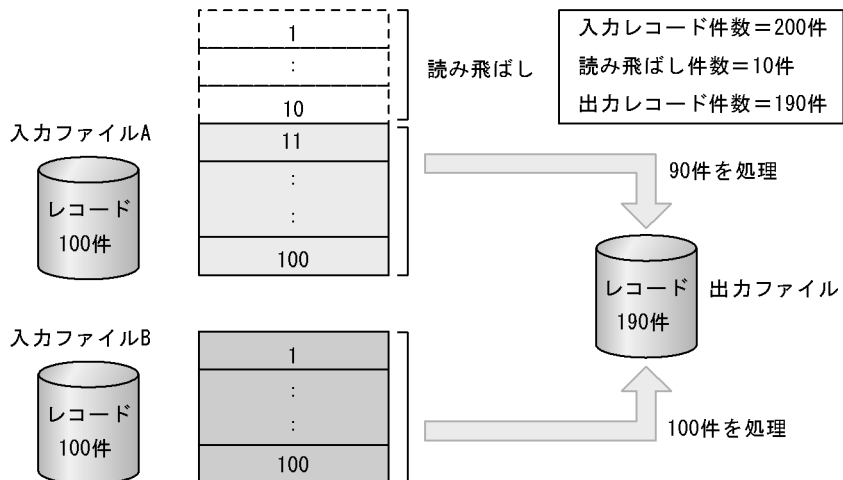 1
:
10
読み飛ばし
入力レコード件数＝200件
読み飛ばし件数＝10件
出力レコード件数＝190件
入力ファイルA
レコード
100件
11
:
:
100
90件を処理
レコード
190件
出力ファイル
入力ファイルB
レコード
100件
1
:
:
100
100件を処理